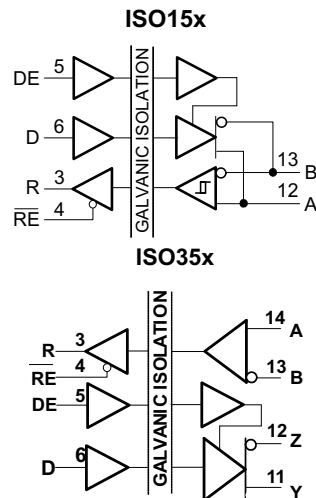 ISO15x
DE 5
D 6
R 3
RE 4
GALVANIC ISOLATION
13 B
12 A
ISO35x
R 3
RE 4
DE 5
D 6
GALVANIC ISOLATION
14 A
13 B
12 Z
11 Y